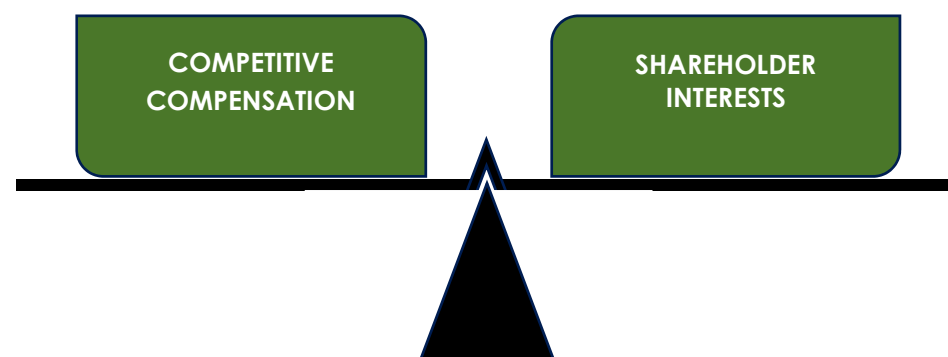 COMPETITIVE
COMPENSATION
SHAREHOLDER
INTERESTS